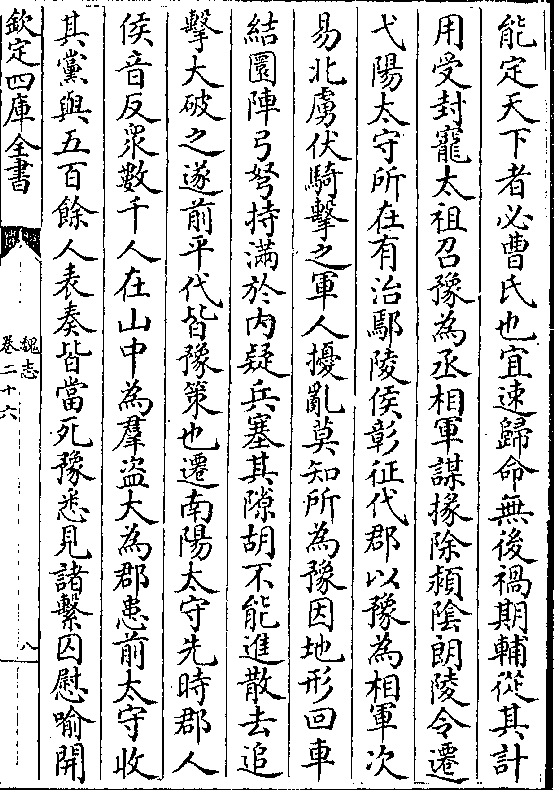 能定天下者必曹氏也宜速歸命無後禍期輔從其計
用受封寵太祖召豫為丞相軍謀掾除頴隂朗陵令遷
弋陽太守所在有治鄢陵侯彰征代郡以豫為相軍次
易北虜伏騎擊之軍人擾亂莫知所為豫因地形回車
結圜陣弓弩持滿於内疑兵塞其隙胡不能進散去追
擊大破之遂前平代皆豫策也遷南陽太守先時郡人
侯音反衆數千人在山中為羣盜大為郡患前太守收
其黨與五百餘人表奏皆當死豫悉見諸繫囚慰喻開
欽定四庫全書
魏志
卷二十六
八